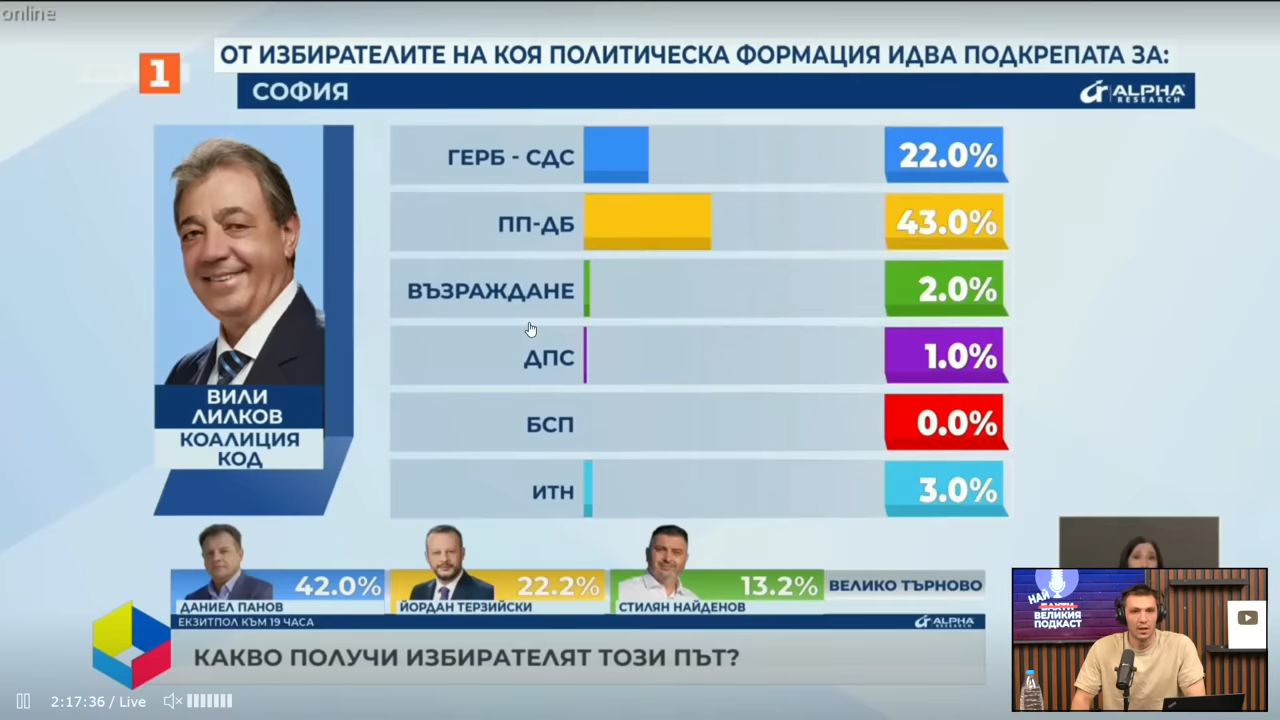 online
ОТ ИЗБИРАТЕЛИТЕ НА КОЯ ПОЛИТИЧЕСКА ФОРМАЦИЯ ИДВА ПОДКРЕПАТА ЗА:
1
СОФИЯ
ALPHA
RESEARCH
ГЕРБ - СДС
22.0%
ПП-ДБ
43.0%
ВЪЗРАЖДАНЕ
2.0%
ДПС
1.0%
БСП
0.0%
ИТН
3.0%
ВИЛИ
ЛИЛКОВ
КОАЛИЦИЯ
КОД
42.0%
ДАНИЕЛ ПАНОВ
22.2%
ЙОРДАН ТЕРЗИЙСКИ
13.2%
СТИЛЯН НАЙДЕНОВ
ВЕЛИКО ТЪРНОВО
ЕКЗИТПОЛ КЪМ 19 ЧАСА
ALPHA
RESEARCH
КАКВО ПОЛУЧИ ИЗБИРАТЕЛЯТ ТОЗИ ПЪТ?
2:17:36 / Live
НАЙ
ВЕЛИКИЯ
ПОДКАСТ